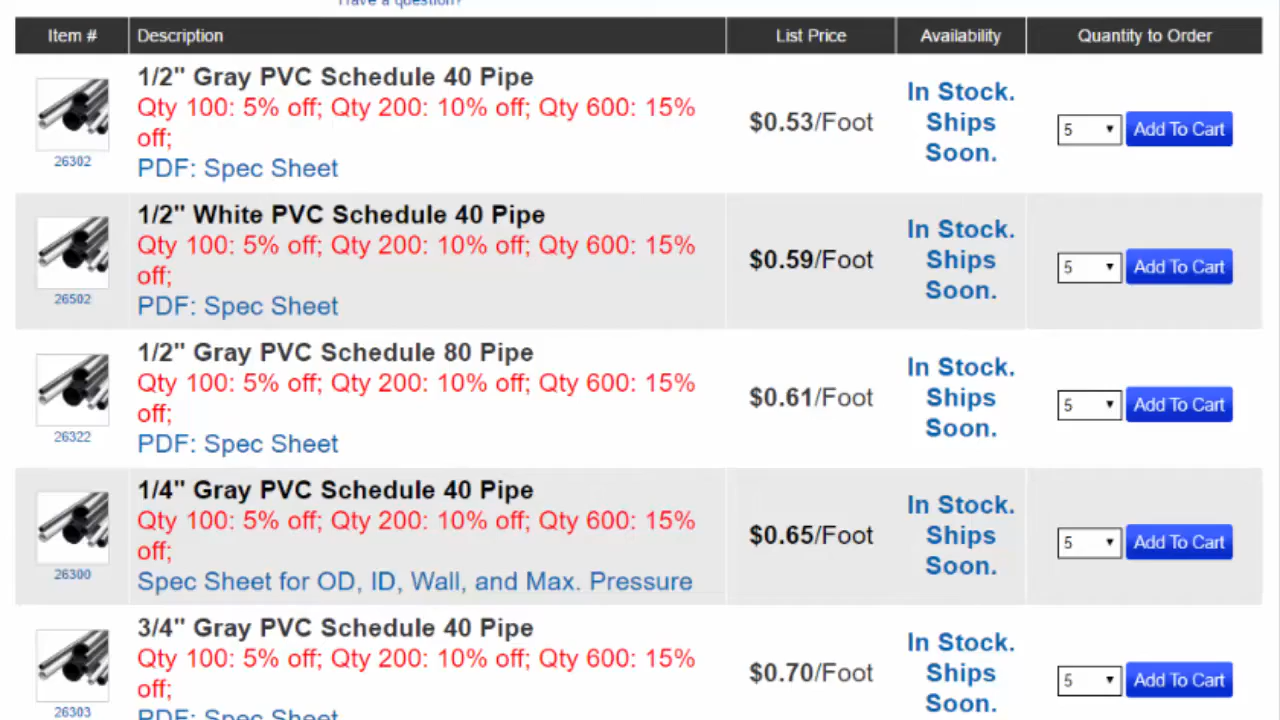 Have a question?
Item # Description List Price Availability Quantity to Order
1/2" Gray PVC Schedule 40 Pipe
Qty 100: 5% off; Qty 200: 10% off; Qty 600: 15%
off;
PDF: Spec Sheet
26302
$0.53/Foot
In Stock.
Ships
Soon.
5 Add To Cart
1/2" White PVC Schedule 40 Pipe
Qty 100: 5% off; Qty 200: 10% off; Qty 600: 15%
off;
PDF: Spec Sheet
26502
$0.59/Foot
In Stock.
Ships
Soon.
5 Add To Cart
1/2" Gray PVC Schedule 80 Pipe
Qty 100: 5% off; Qty 200: 10% off; Qty 600: 15%
off;
PDF: Spec Sheet
26322
$0.61/Foot
In Stock.
Ships
Soon.
5 Add To Cart
1/4" Gray PVC Schedule 40 Pipe
Qty 100: 5% off; Qty 200: 10% off; Qty 600: 15%
off;
Spec Sheet for OD, ID, Wall, and Max. Pressure
26300
$0.65/Foot
In Stock.
Ships
Soon.
5 Add To Cart
3/4" Gray PVC Schedule 40 Pipe
Qty 100: 5% off; Qty 200: 10% off; Qty 600: 15%
off;
PDF: Spec Sheet
26303
$0.70/Foot
In Stock.
Ships
Soon.
5 Add To Cart